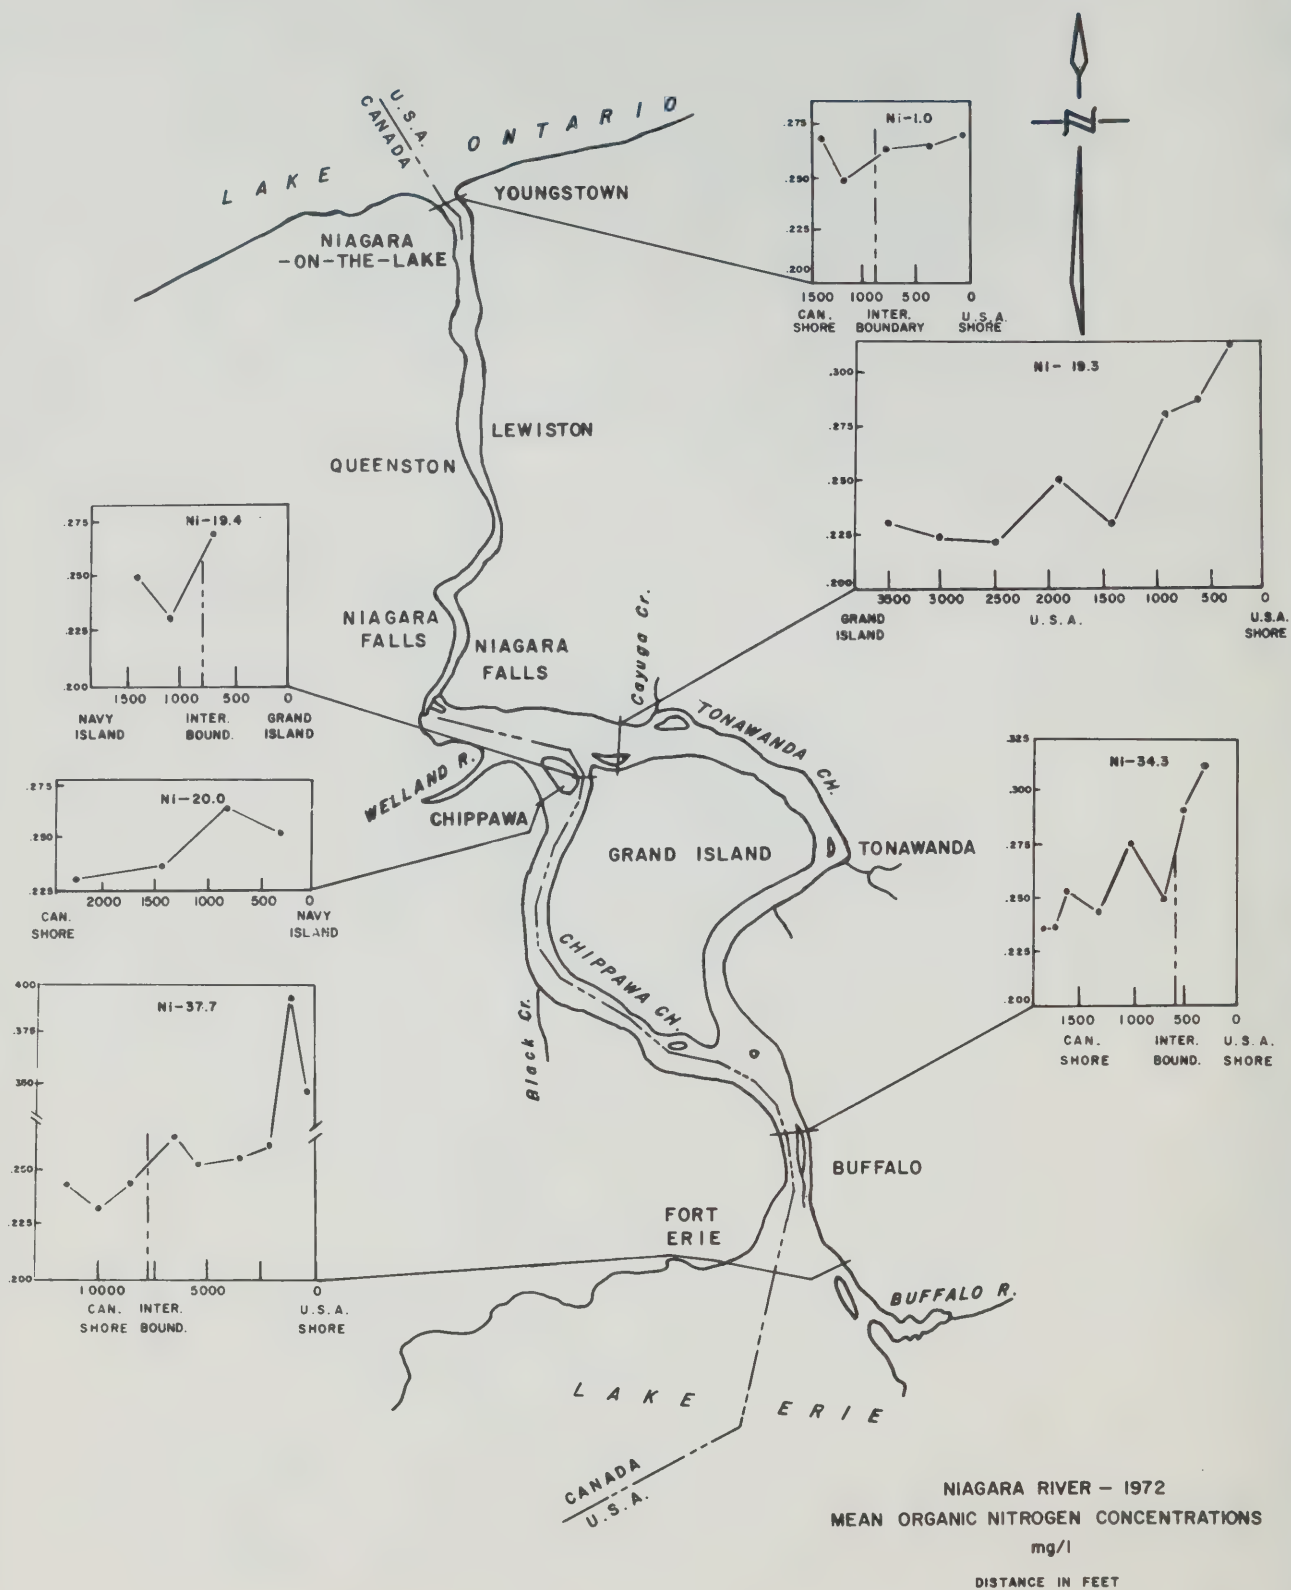 U.S.A.
CANADA
LAKE ONTARIO
YOUNGSTOWN
NIAGARA
-ON-THE-LAKE
LEWISTON
QUEENSTON
NIAGARA
FALLS
NIAGARA
FALLS
Cayuga Cr.
TONAWANDA CH.
WELLAND R.
CHIPPAWA
GRAND ISLAND
TONAWANDA
CHIPPAWA CH.
Black Cr.
BUFFALO
FORT
ERIE
BUFFALO R.
LAKE ERIE
CANADA
U.S.A.
N
Ni-1.0
.275
.250
.225
.200
1500 1000 500 0
CAN. INTER. U.S.A.
SHORE BOUNDARY SHORE
Ni-19.3
.300
.275
.250
.225
.200
3500 3000 2500 2000 1500 1000 500 0
GRAND U.S.A. U.S.A.
ISLAND SHORE
Ni-19.4
.275
.250
.225
.200
1500 1000 500 0
NAVY INTER. GRAND
ISLAND BOUND. ISLAND
Ni-20.0
.275
.250
.225
2000 1500 1000 500 0
CAN. NAVY
SHORE ISLAND
Ni-34.3
.325
.300
.275
.250
.225
.200
1500 1000 500 0
CAN. INTER. U.S.A.
SHORE BOUND. SHORE
Ni-37.7
.400
.375
.350
.250
.225
.200
10000 5000 0
CAN. INTER. U.S.A.
SHORE BOUND. SHORE
NIAGARA RIVER - 1972
MEAN ORGANIC NITROGEN CONCENTRATIONS
mg/l
DISTANCE IN FEET